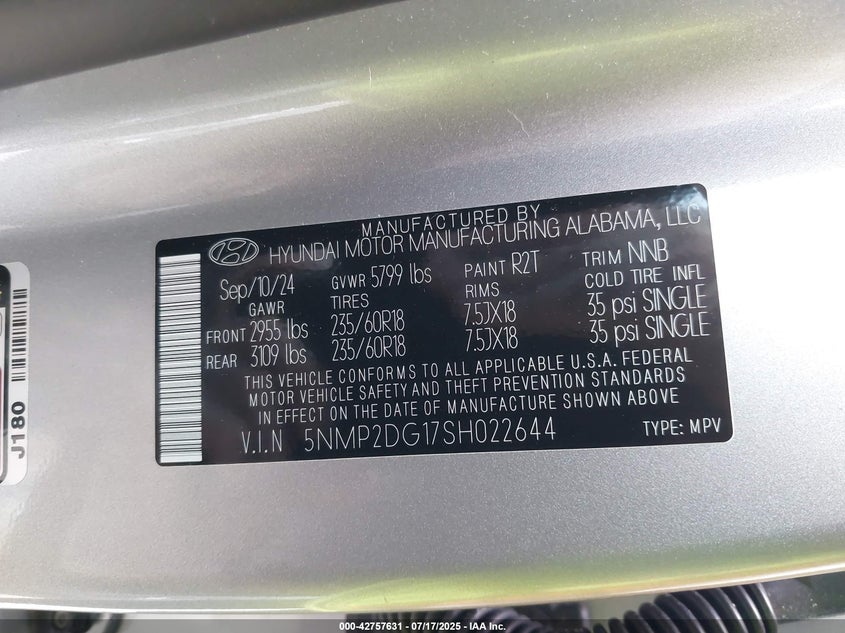 MANUFACTURED BY
HYUNDAI MOTOR MANUFACTURING ALABAMA, LLC
Sep/10/24 GVWR 5799 lbs PAINT R2T TRIM NNB
GAWR TIRES RIMS COLD TIRE INFL
FRONT 2955 lbs 235/60R18 7.5JX18 35 psi SINGLE
REAR 3109 lbs 235/60R18 7.5JX18 35 psi SINGLE
THIS VEHICLE CONFORMS TO ALL APPLICABLE U.S.A. FEDERAL
MOTOR VEHICLE SAFETY AND THEFT PREVENTION STANDARDS
IN EFFECT ON THE DATE OF MANUFACTURE SHOWN ABOVE
V.I.N 5NMP2DG17SH022644 TYPE: MPV
J180
000-42757631 - 07/17/2025 - IAA Inc.